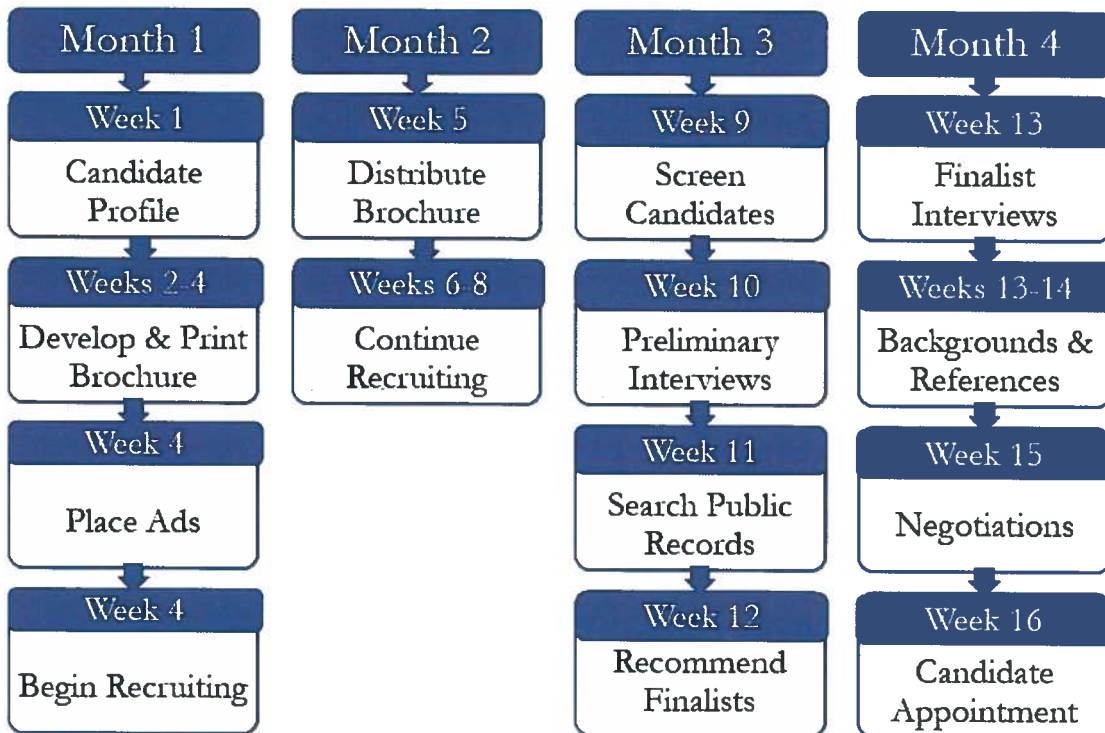 Month 1
Week 1
Candidate
Profile
Weeks 2-4
Develop & Print
Brochure
Week 4
Place Ads
Week 4
Begin Recruiting
Month 2
Week 5
Distribute
Brochure
Weeks 6-8
Continue
Recruiting
Month 3
Week 9
Screen
Candidates
Week 10
Preliminary
Interviews
Week 11
Search Public
Records
Week 12
Recommend
Finalists
Month 4
Week 13
Finalist
Interviews
Weeks 13-14
Backgrounds &
References
Week 15
Negotiations
Week 16
Candidate
Appointment